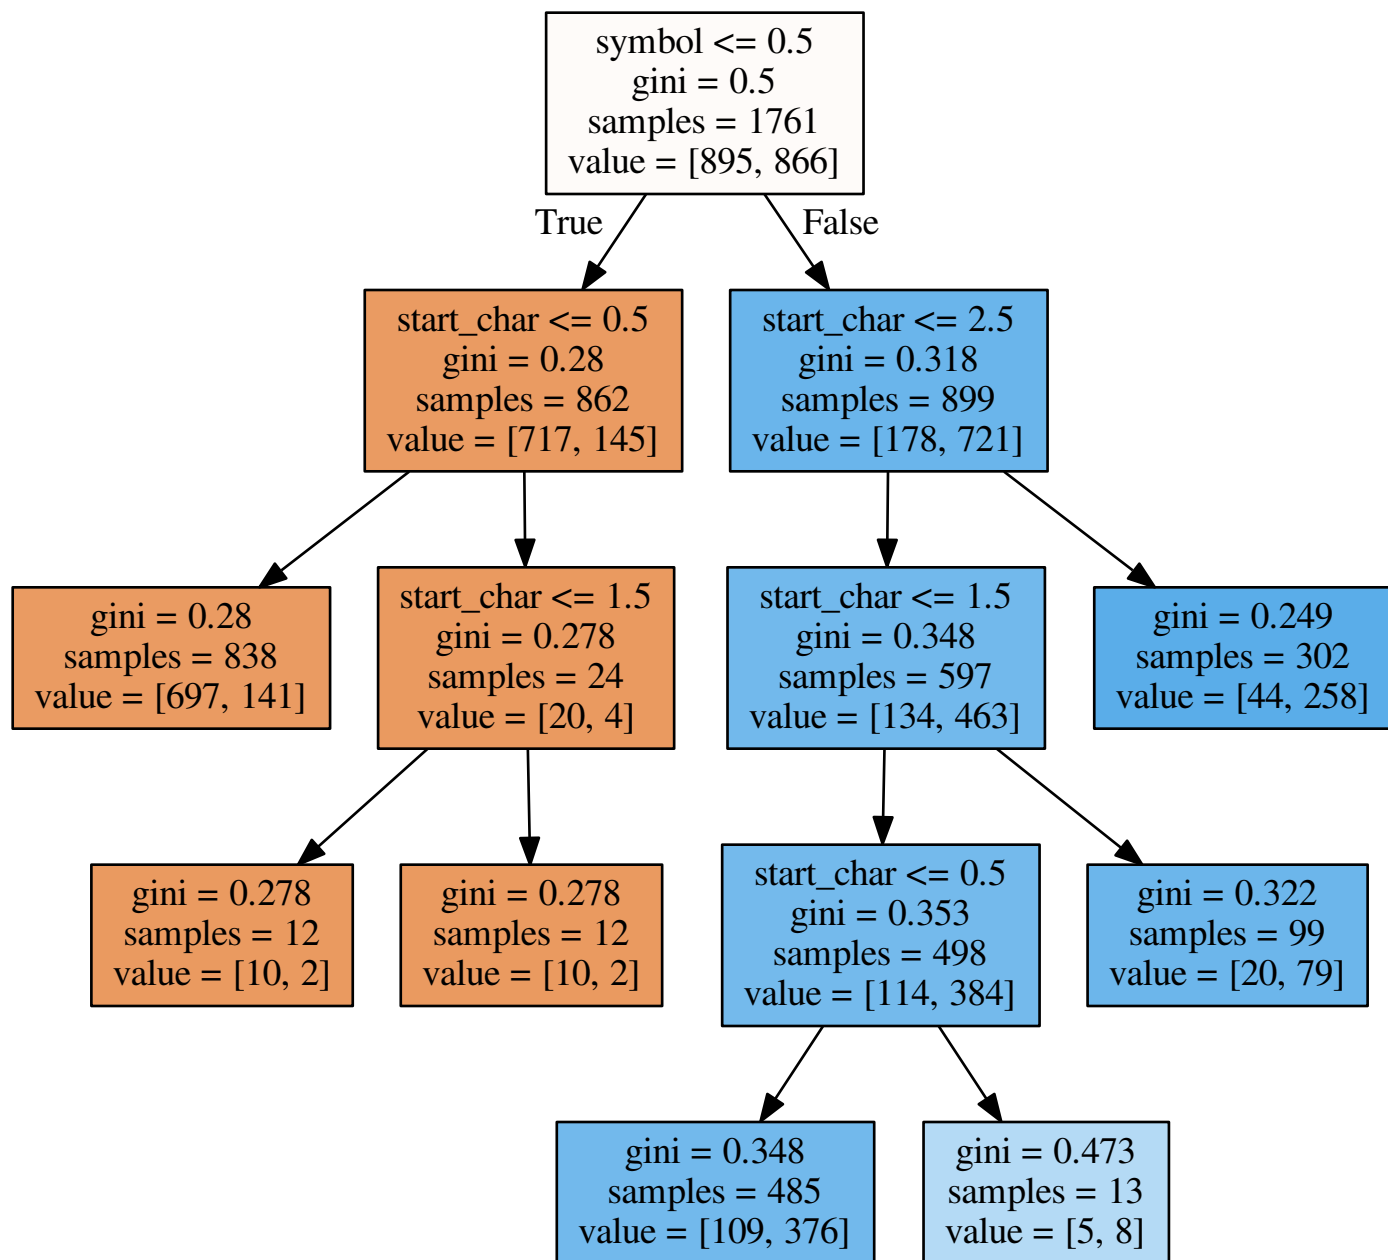 symbol <= 0.5
gini = 0.5
samples = 1761
value = [895, 866]
True
False
start_char <= 0.5
gini = 0.28
samples = 862
value = [717, 145]
start_char <= 2.5
gini = 0.318
samples = 899
value = [178, 721]
gini = 0.28
samples = 838
value = [697, 141]
start_char <= 1.5
gini = 0.278
samples = 24
value = [20, 4]
start_char <= 1.5
gini = 0.348
samples = 597
value = [134, 463]
gini = 0.249
samples = 302
value = [44, 258]
gini = 0.278
samples = 12
value = [10, 2]
gini = 0.278
samples = 12
value = [10, 2]
start_char <= 0.5
gini = 0.353
samples = 498
value = [114, 384]
gini = 0.322
samples = 99
value = [20, 79]
gini = 0.348
samples = 485
value = [109, 376]
gini = 0.473
samples = 13
value = [5, 8]